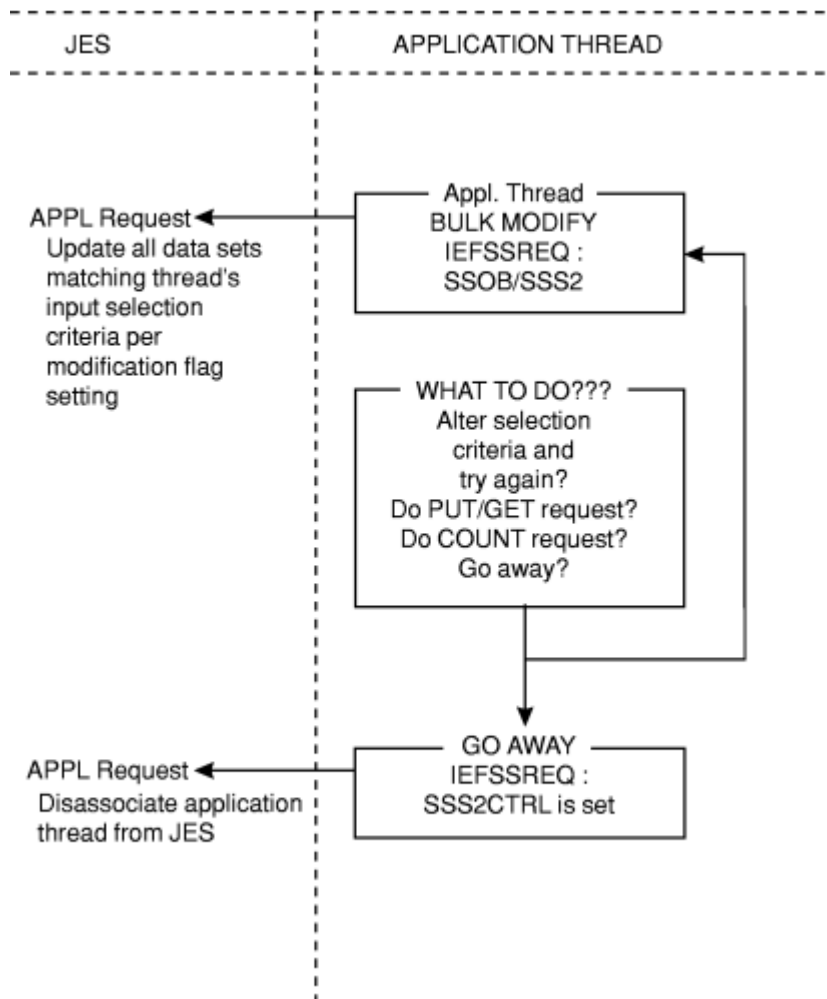 JES
APPLICATION THREAD
Appl. Thread
BULK MODIFY
IEFSSREQ :
SSOB/SSS2
APPL Request
Update all data sets
matching thread's
input selection
criteria per
modification flag
setting
WHAT TO DO???
Alter selection
criteria and
try again?
Do PUT/GET request?
Do COUNT request?
Go away?
GO AWAY
IEFSSREQ :
SSS2CTRL is set
APPL Request
Disassociate application
thread from JES